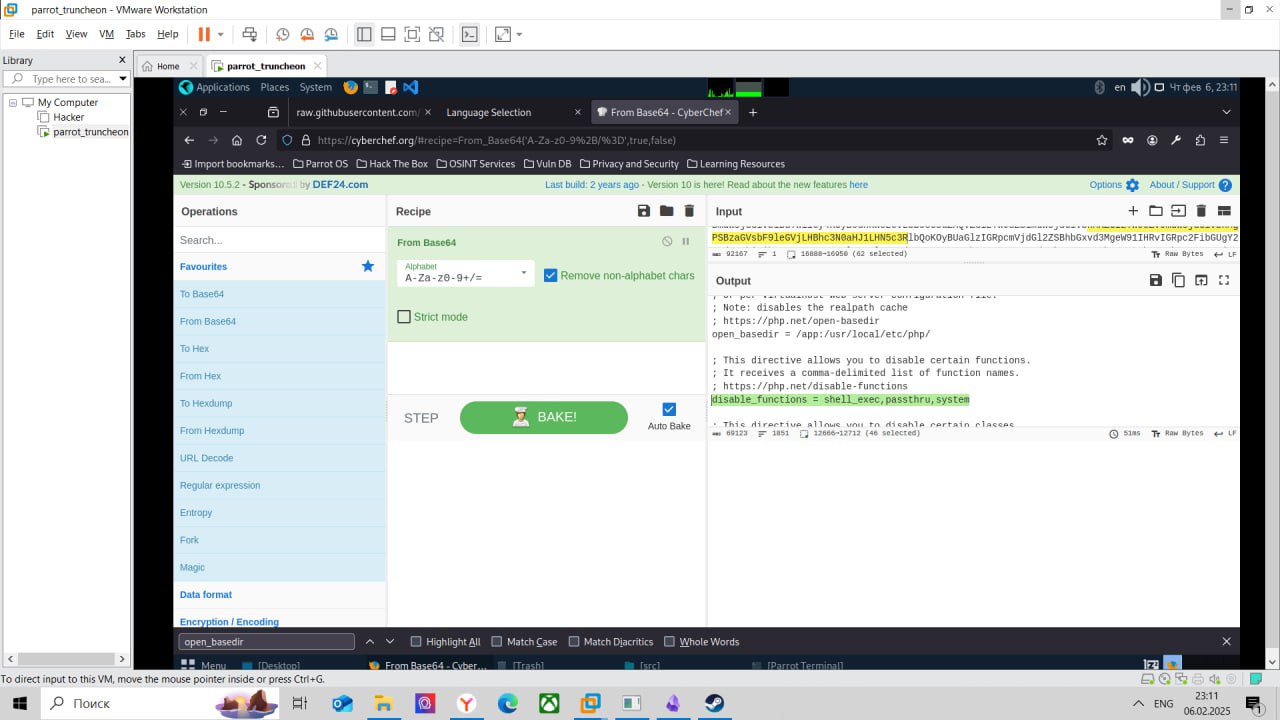 parrot_truncheon - VMware Workstation
File Edit View VM Tabs Help
Library
Type here to sea...
My Computer
Hacker
parrot_truncheon
Home
parrot_truncheon
Applications Places System
en Чт фев 6, 23:11
raw.githubusercontent.com/
Language Selection
From Base64 - CyberChef
https://cyberchef.org/#recipe=From_Base64('A-Za-z0-9%2B/%3D',true,false)
Import bookmarks... Parrot OS Hack The Box OSINT Services Vuln DB Privacy and Security Learning Resources
Version 10.5.2 - Sponsored by DEF24.com
Last build: 2 years ago - Version 10 is here! Read about the new features here
Options About / Support
Operations
Search...
Favourites
To Base64
From Base64
To Hex
From Hex
To Hexdump
From Hexdump
URL Decode
Regular expression
Entropy
Fork
Magic
Data format
Encryption / Encoding
Recipe
From Base64
Alphabet
A-Za-z0-9+/=
Remove non-alphabet chars
Strict mode
STEP
BAKE!
Auto Bake
Input
PSBzaGVsbF9leGVjLHBhc3N0aHJ1LHN5c3RlbQoKOyBUaGlzIGRpcmVjdGl2ZSBhbGxvd3MgeW91IHRvIGRpc2FibGUgY2
92167 1 16888→16950 (62 selected)
Raw Bytes LF
Output
; or per-virtualhost web server configuration file.
; Note: disables the realpath cache
; https://php.net/open-basedir
open_basedir = /app:/usr/local/etc/php/
; This directive allows you to disable certain functions.
; It receives a comma-delimited list of function names.
; https://php.net/disable-functions
disable_functions = shell_exec,passthru,system
; This directive allows you to disable certain classes.
69123 1851 12666→12712 (46 selected)
51ms Raw Bytes LF
open_basedir
Highlight All Match Case Match Diacritics Whole Words
Menu [Desktop] From Base64 - Cyber... [Trash] [src] [Parrot Terminal]
To direct input to this VM, move the mouse pointer inside or press Ctrl+G.
Поиск
ENG
23:11
06.02.2025
1